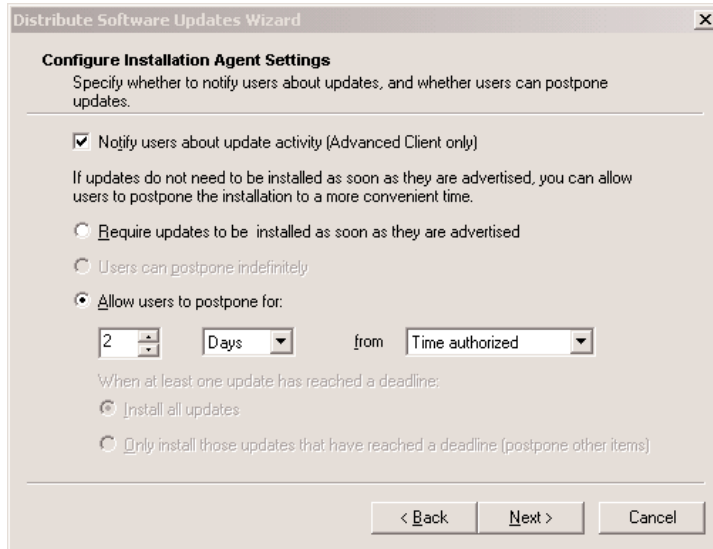 Distribute Software Updates Wizard
Configure Installation Agent Settings
Specify whether to notify users about updates, and whether users can postpone
updates.
Notify users about update activity (Advanced Client only)
If updates do not need to be installed as soon as they are advertised, you can allow
users to postpone the installation to a more convenient time.
Require updates to be  installed as soon as they are advertised
Users can postpone indefinitely
Allow users to postpone for:
2 Days from Time authorized
When at least one update has reached a deadline:
Install all updates
Only install those updates that have reached a deadline (postpone other items)
< Back Next > Cancel